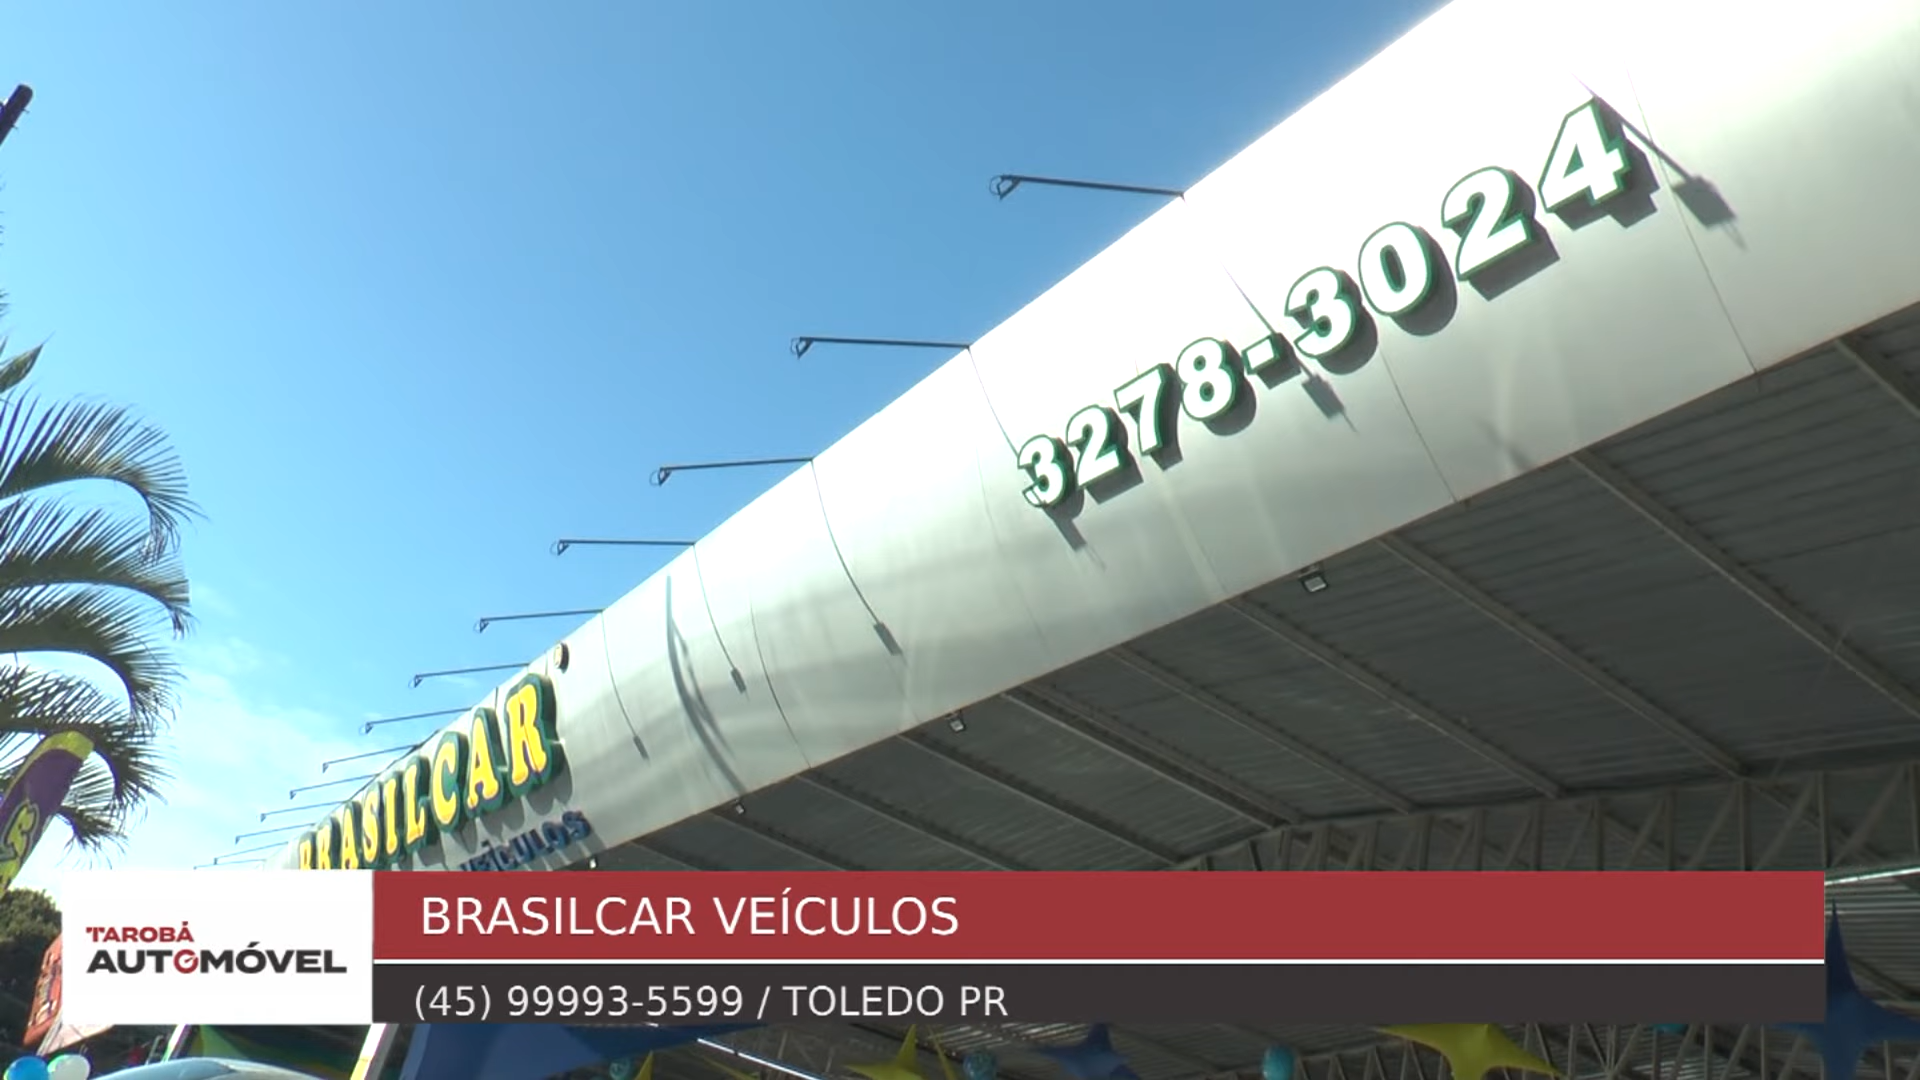 3278-3024
BRASILCAR
VEÍCULOS
TAROBÁ
AUTOMÓVEL
BRASILCAR VEÍCULOS
(45) 99993-5599 / TOLEDO PR